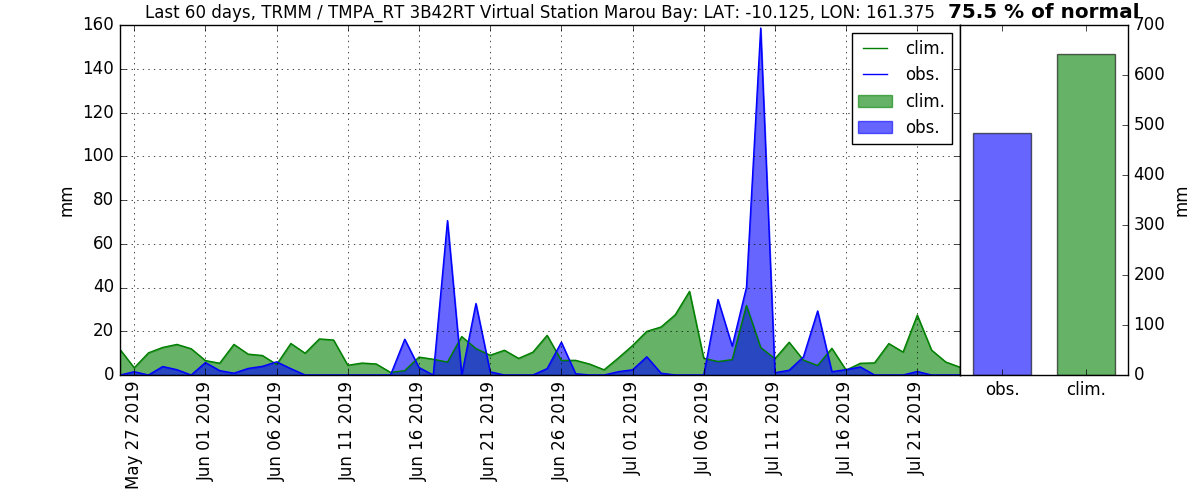 Last 60 days, TRMM / TMPA_RT 3B42RT Virtual Station Marou Bay: LAT: -10.125, LON: 161.375
75.5 % of normal
mm
160
140
120
100
80
60
40
20
0
May 27 2019
Jun 01 2019
Jun 06 2019
Jun 11 2019
Jun 16 2019
Jun 21 2019
Jun 26 2019
Jul 01 2019
Jul 06 2019
Jul 11 2019
Jul 16 2019
Jul 21 2019
clim.
obs.
clim.
obs.
700
600
500
400
300
200
100
0
mm
obs.
clim.